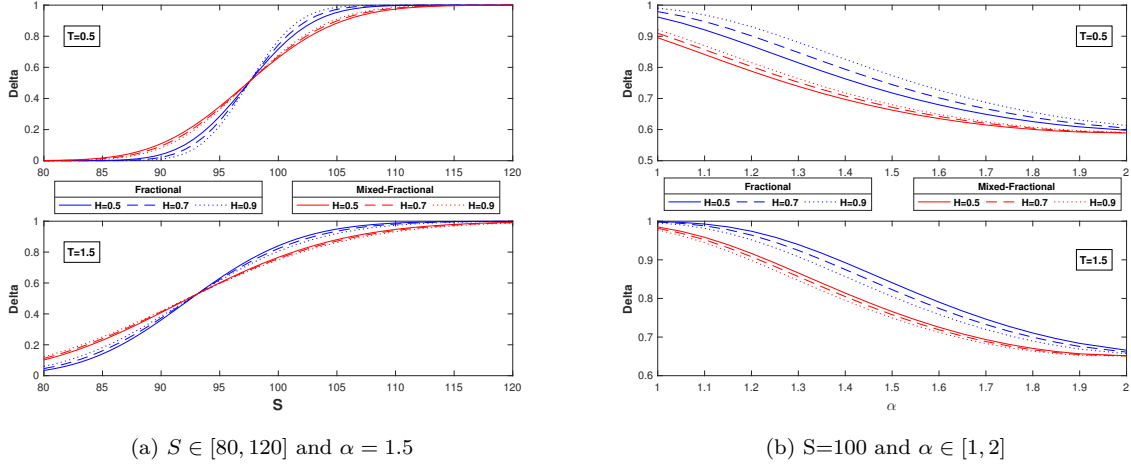 1
0.8
0.6
0.4
0.2
0
Delta
T=0.5
80 85 90 95 100 105 110 115 120
Fractional
H=0.5 H=0.7 H=0.9
Mixed-Fractional
H=0.5 H=0.7 H=0.9
1
0.8
0.6
0.4
0.2
0
Delta
T=1.5
80 85 90 95 100 105 110 115 120
S
(a) S ∈ [80, 120] and α = 1.5
1
0.9
0.8
0.7
0.6
0.5
Delta
T=0.5
1 1.1 1.2 1.3 1.4 1.5 1.6 1.7 1.8 1.9 2
Fractional
H=0.5 H=0.7 H=0.9
Mixed-Fractional
H=0.5 H=0.7 H=0.9
1
0.9
0.8
0.7
0.6
Delta
T=1.5
1 1.1 1.2 1.3 1.4 1.5 1.6 1.7 1.8 1.9 2
α
(b) S=100 and α ∈ [1, 2]